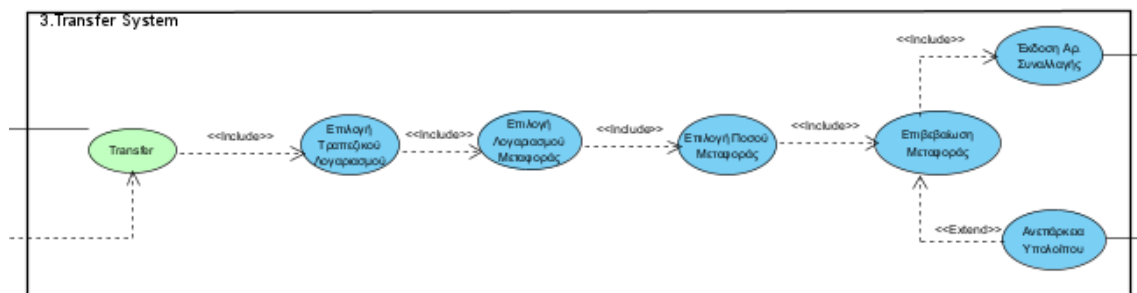 3.Transfer System
<<Include>>
Έκδοση Αρ.
Συναλλαγής
Transfer
<<Include>>
Επιλογή
Τραπεζικού
Λογαριασμού
<<Include>>
Επιλογή
Λογαριασμού
Μεταφοράς
<<Include>>
Επιλογή Ποσού
Μεταφοράς
<<Include>>
Επιβεβαίωση
Μεταφοράς
<<Extend>>
Ανεπάρκεια
Υπολοίπου